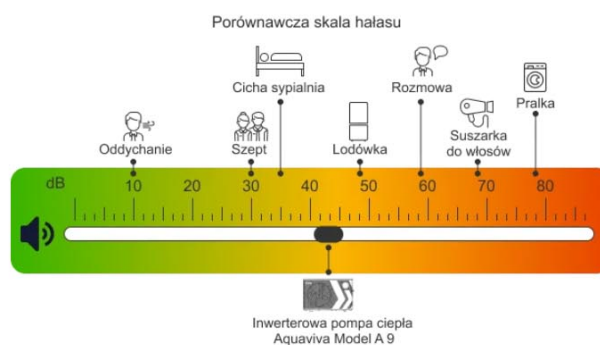 Porównawcza skala hałasu
Cicha sypialnia
Rozmowa
Pralka
Oddychanie
Szept
Lodówka
Suszarka
do włosów
dB 10 20 30 40 50 60 70 80
Inwerterowa pompa ciepła
Aquaviva Model A 9